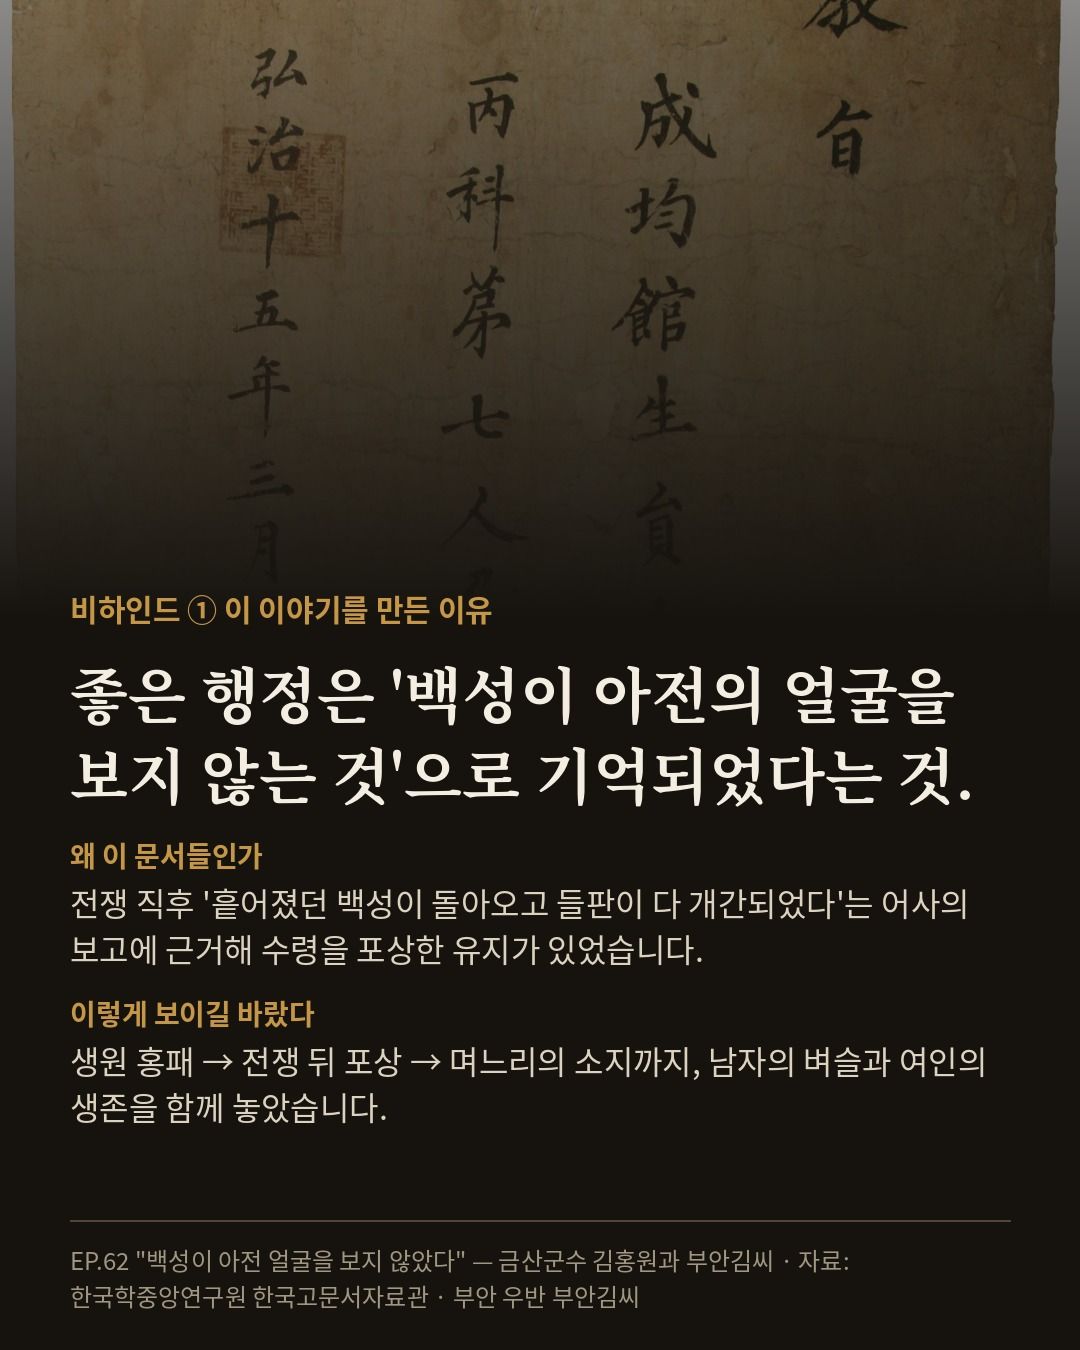 敎
旨
成均館生員
丙科第七人
弘治十五年三月
비하인드 ① 이 이야기를 만든 이유
좋은 행정은 '백성이 아전의 얼굴을
보지 않는 것'으로 기억되었다는 것.
왜 이 문서들인가
전쟁 직후 '흩어졌던 백성이 돌아오고 들판이 다 개간되었다'는 어사의
보고에 근거해 수령을 포상한 유지가 있었습니다.
이렇게 보이길 바랐다
생원 홍패 → 전쟁 뒤 포상 → 며느리의 소지까지, 남자의 벼슬과 여인의
생존을 함께 놓았습니다.
EP.62 "백성이 아전 얼굴을 보지 않았다" — 금산군수 김홍원과 부안김씨 · 자료:
한국학중앙연구원 한국고문서자료관 · 부안 우반 부안김씨